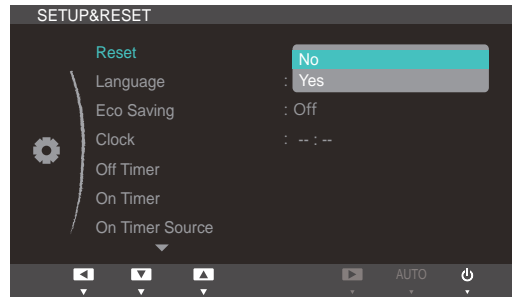 SETUP&RESET
Reset No
Language : Yes
Eco Saving : Off
Clock : -- : --
Off Timer
On Timer
On Timer Source
AUTO